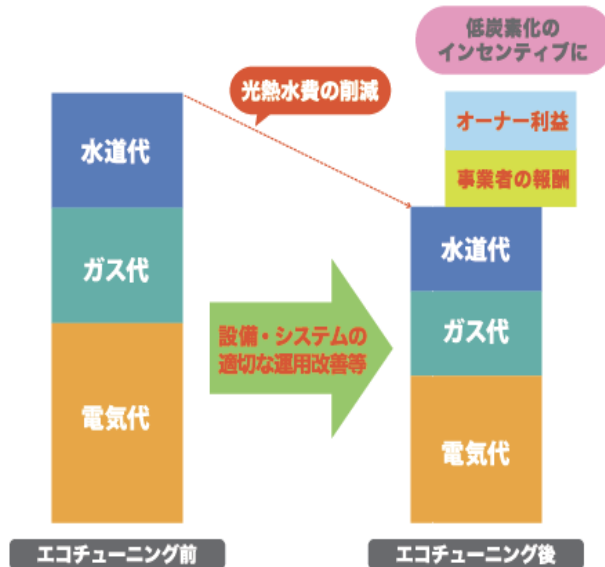 低炭素化の
インセンティブに
光熱水費の削減
オーナー利益
事業者の報酬
水道代
ガス代
電気代
設備・システムの
適切な運用改善等
水道代
ガス代
電気代
エコチューニング前
エコチューニング後